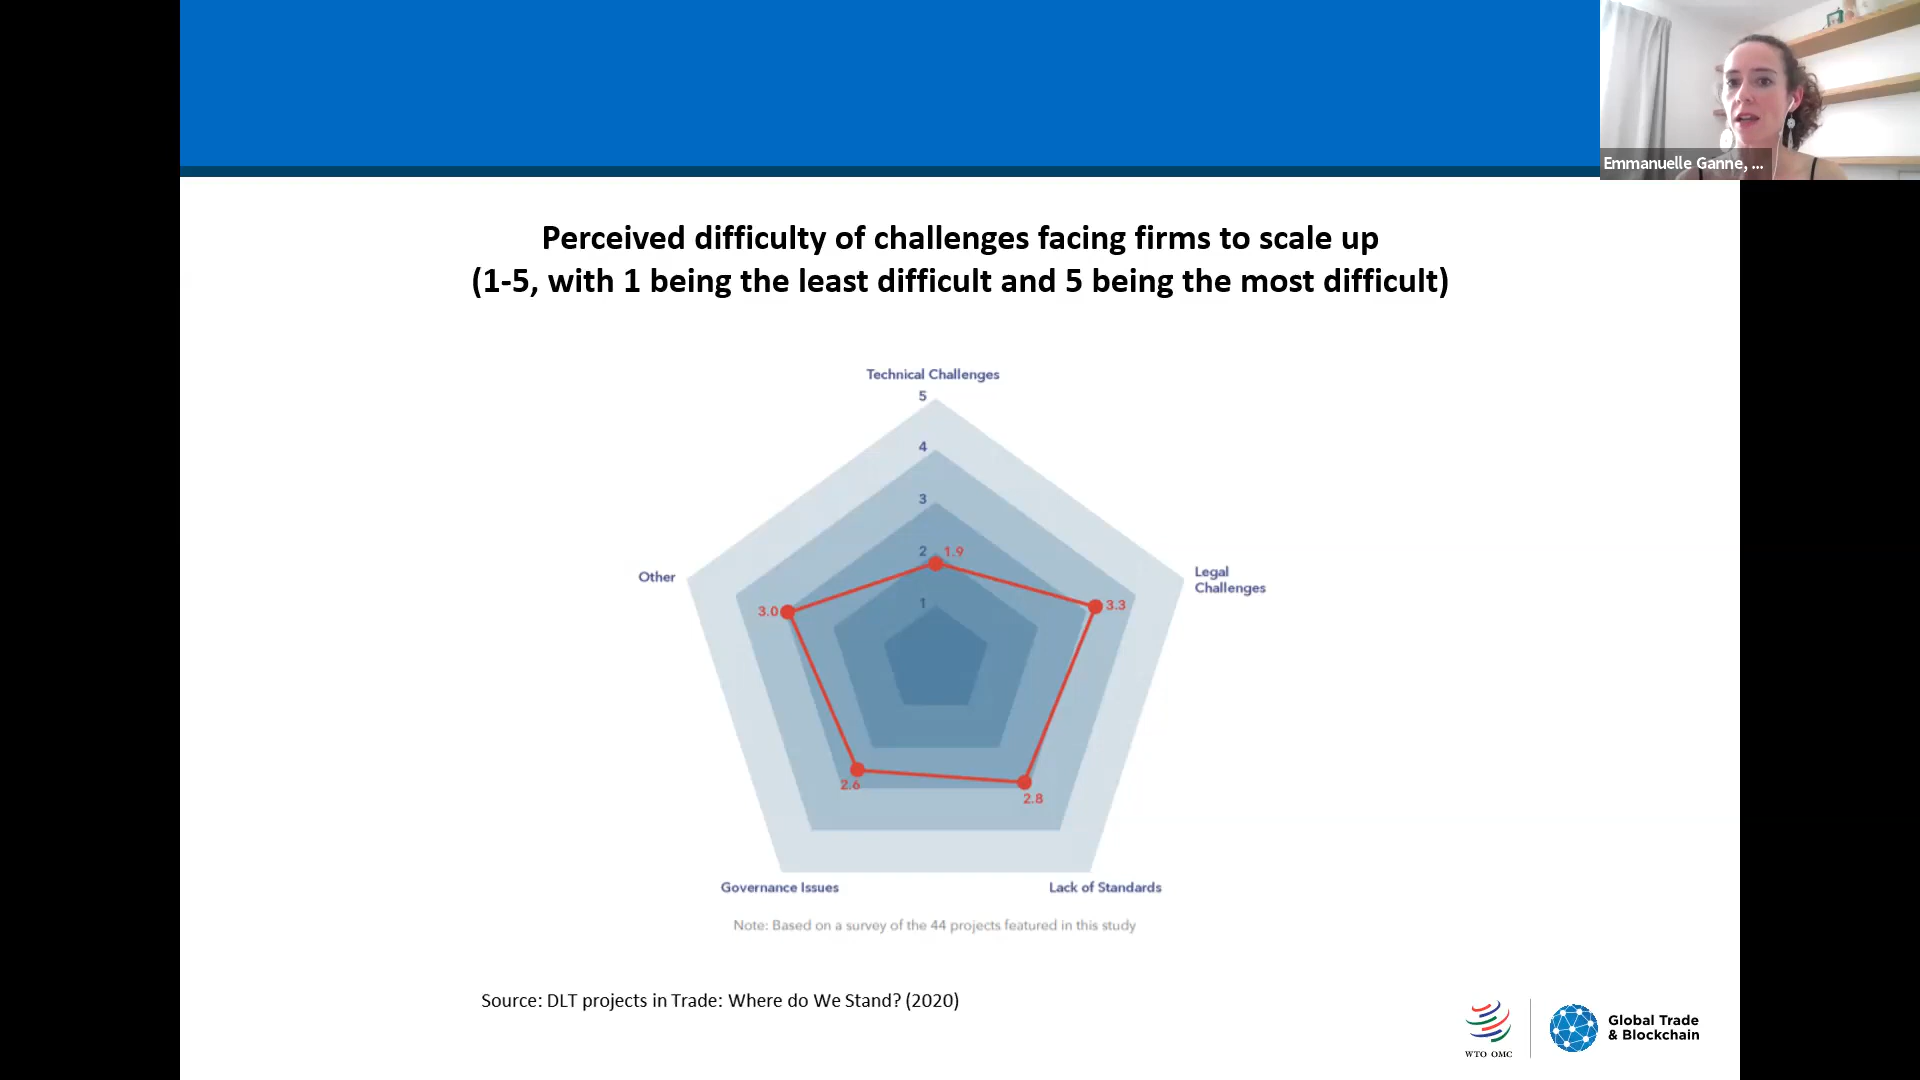 Emmanuelle Ganne, ...
Perceived difficulty of challenges facing firms to scale up
(1-5, with 1 being the least difficult and 5 being the most difficult)
Technical Challenges
5
4
3
2
1.9
1
Other
3.0
Legal
Challenges
3.3
2.6
2.8
Governance Issues
Lack of Standards
Note: Based on a survey of the 44 projects featured in this study
Source: DLT projects in Trade: Where do We Stand? (2020)
WTO OMC
Global Trade
& Blockchain